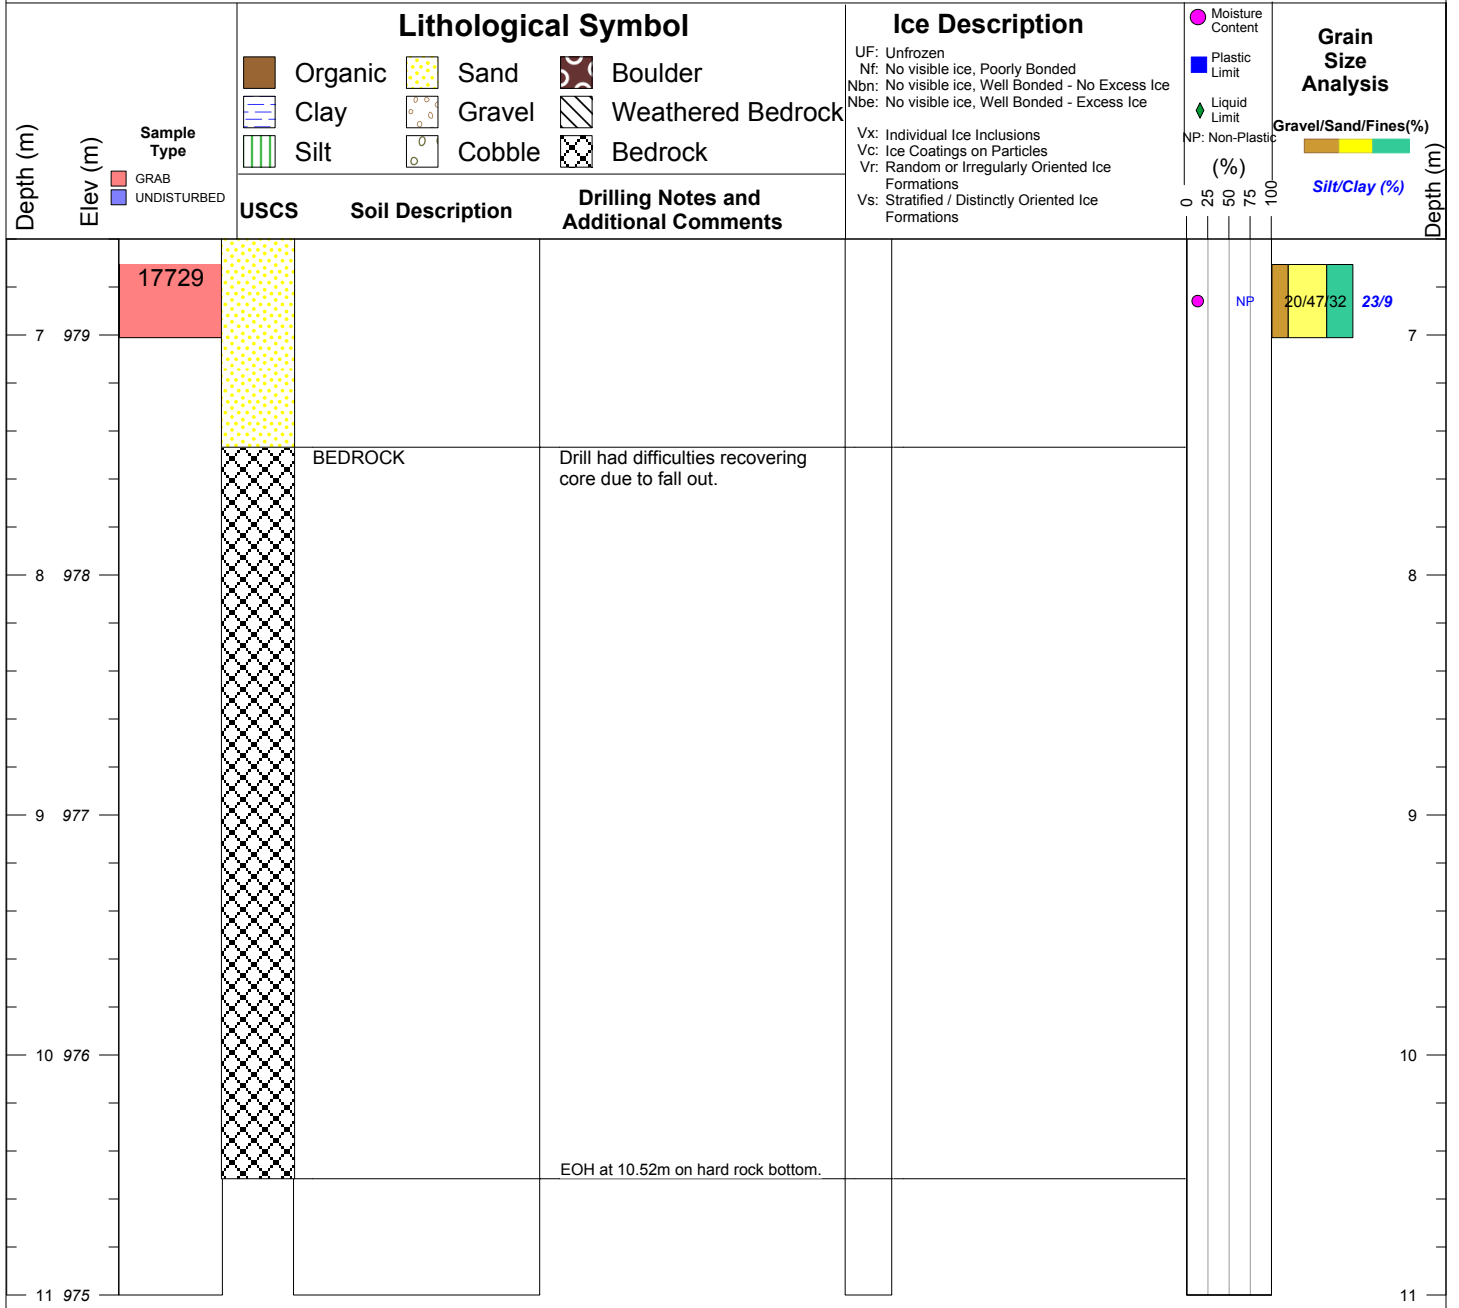 Lithological Symbol
Organic
Sand
Boulder
Clay
Gravel
Weathered Bedrock
Silt
Cobble
Bedrock
Ice Description
UF: Unfrozen
Nf: No visible ice, Poorly Bonded
Nbn: No visible ice, Well Bonded - No Excess Ice
Nbe: No visible ice, Well Bonded - Excess Ice
Vx: Individual Ice Inclusions
Vc: Ice Coatings on Particles
Vr: Random or Irregularly Oriented Ice
Formations
Vs: Stratified / Distinctly Oriented Ice
Formations
Moisture
Content
Plastic
Limit
Liquid
Limit
NP: Non-Plastic
(%)
0 25 50 75 100
Grain
Size
Analysis
Gravel/Sand/Fines(%)
Silt/Clay (%)
Depth (m)
Depth (m)
Elev (m)
Sample
Type
GRAB
UNDISTURBED
USCS
Soil Description
Drilling Notes and
Additional Comments
17729
NP
20/47/32
23/9
7 979
7
BEDROCK
Drill had difficulties recovering
core due to fall out.
8 978
8
9 977
9
10 976
10
EOH at 10.52m on hard rock bottom.
11 975
11